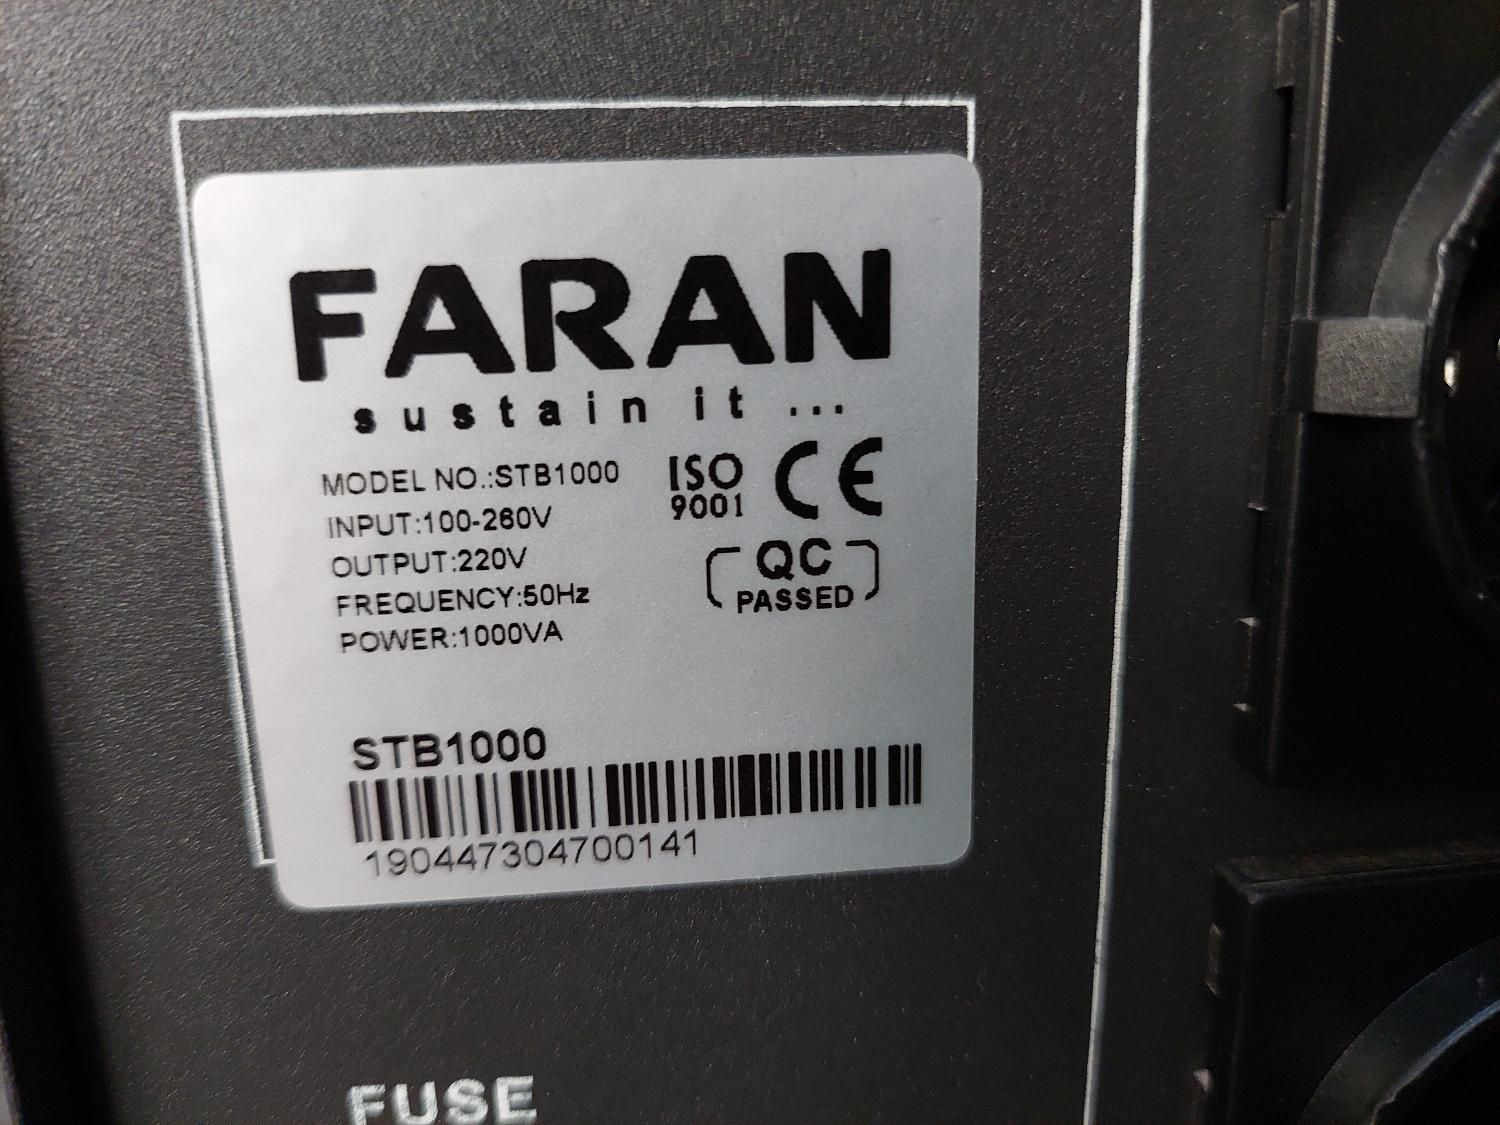 FARAN
sustain it ...
MODEL NO.:STB1000
INPUT:100-260V
OUTPUT:220V
FREQUENCY:50Hz
POWER:1000VA
ISO
9001
CE
QC
PASSED
STB1000
190447304700141
FUSE